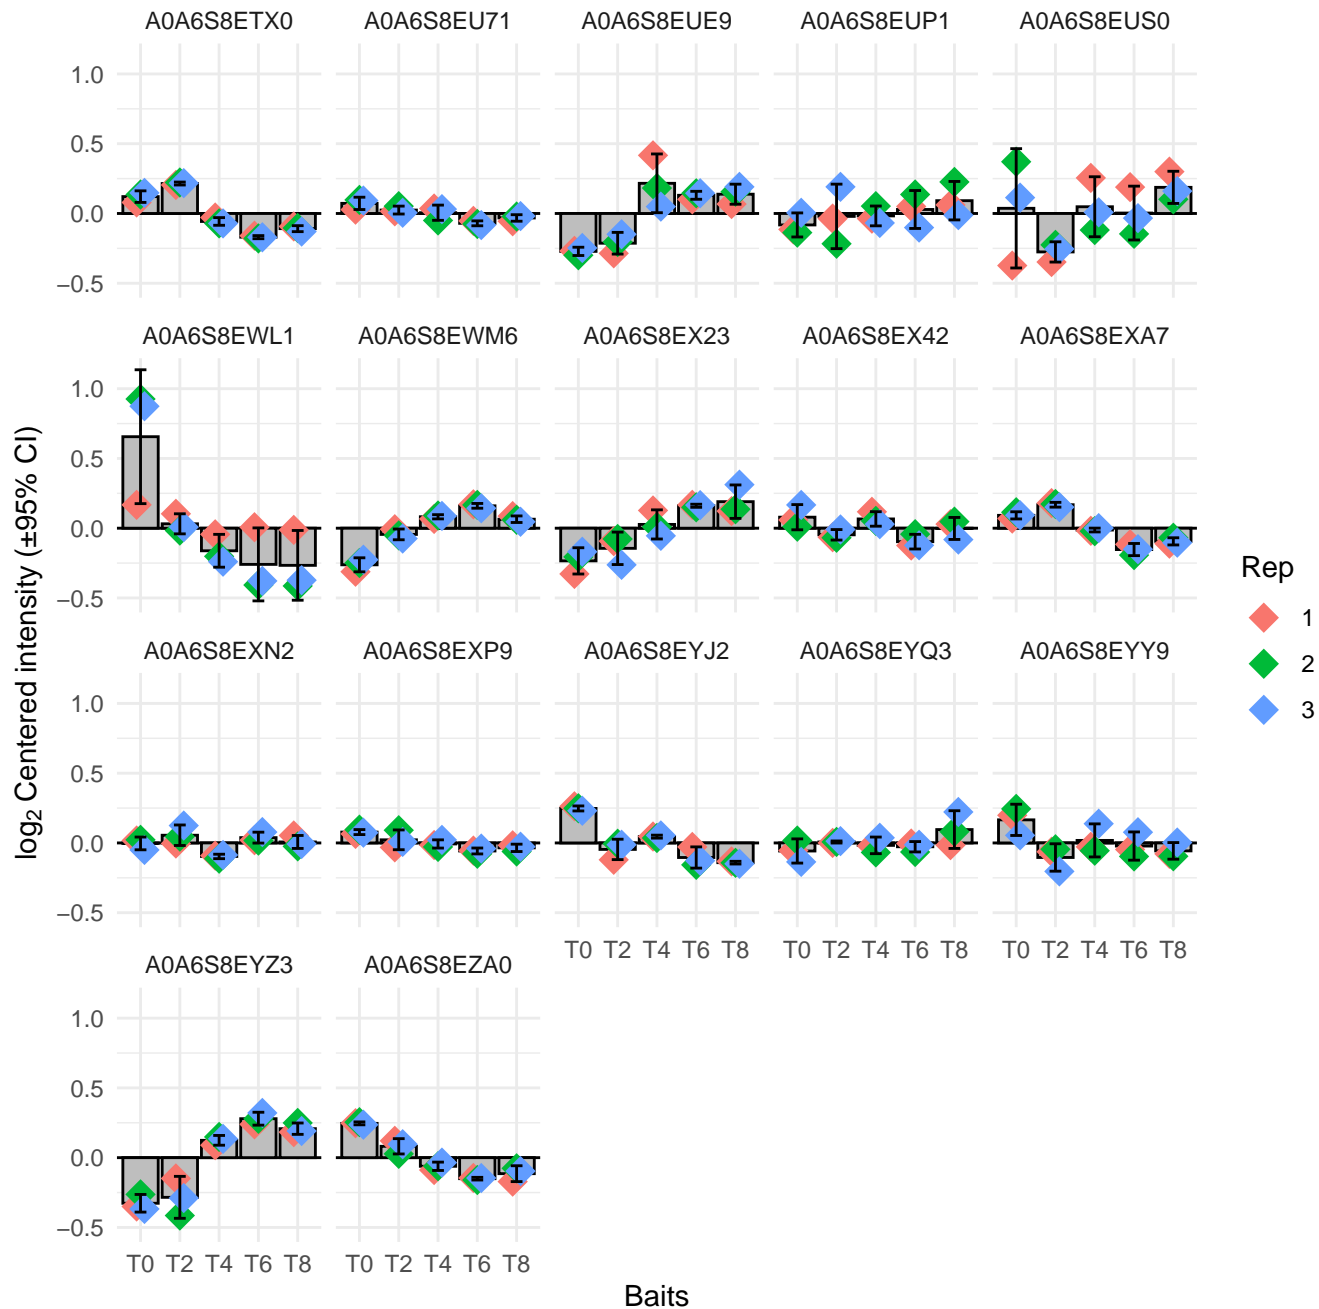 A0A6S8ETX0 A0A6S8EU71 A0A6S8EUE9 A0A6S8EUP1 A0A6S8EUS0
1.0
0.5
0.0
−0.5
A0A6S8EWL1 A0A6S8EWM6 A0A6S8EX23 A0A6S8EX42 A0A6S8EXA7
1.0
0.5
0.0
−0.5
A0A6S8EXN2 A0A6S8EXP9 A0A6S8EYJ2 A0A6S8EYQ3 A0A6S8EYY9
1.0
0.5
0.0
−0.5
T0 T2 T4 T6 T8 T0 T2 T4 T6 T8 T0 T2 T4 T6 T8
A0A6S8EYZ3 A0A6S8EZA0
1.0
0.5
0.0
−0.5
T0 T2 T4 T6 T8 T0 T2 T4 T6 T8
Baits
log₂ Centered intensity (±95% CI)
Rep
1
2
3